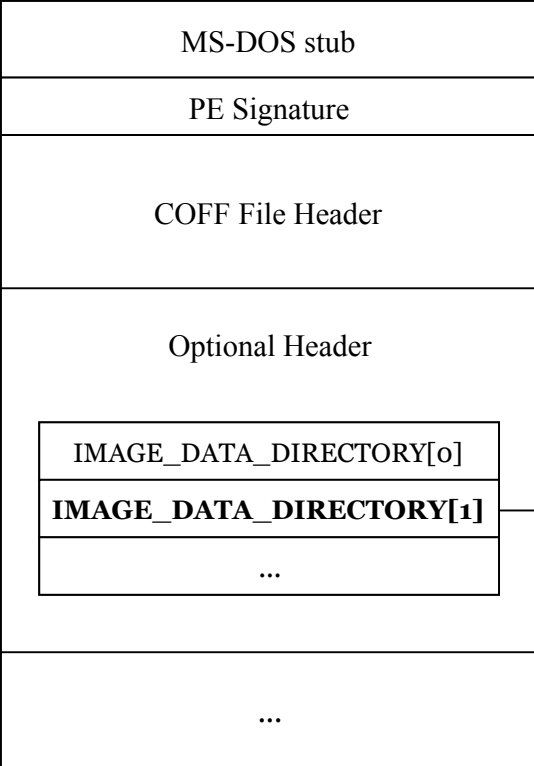 MS-DOS stub
PE Signature
COFF File Header
Optional Header
IMAGE_DATA_DIRECTORY[0]
IMAGE_DATA_DIRECTORY[1]
...
...